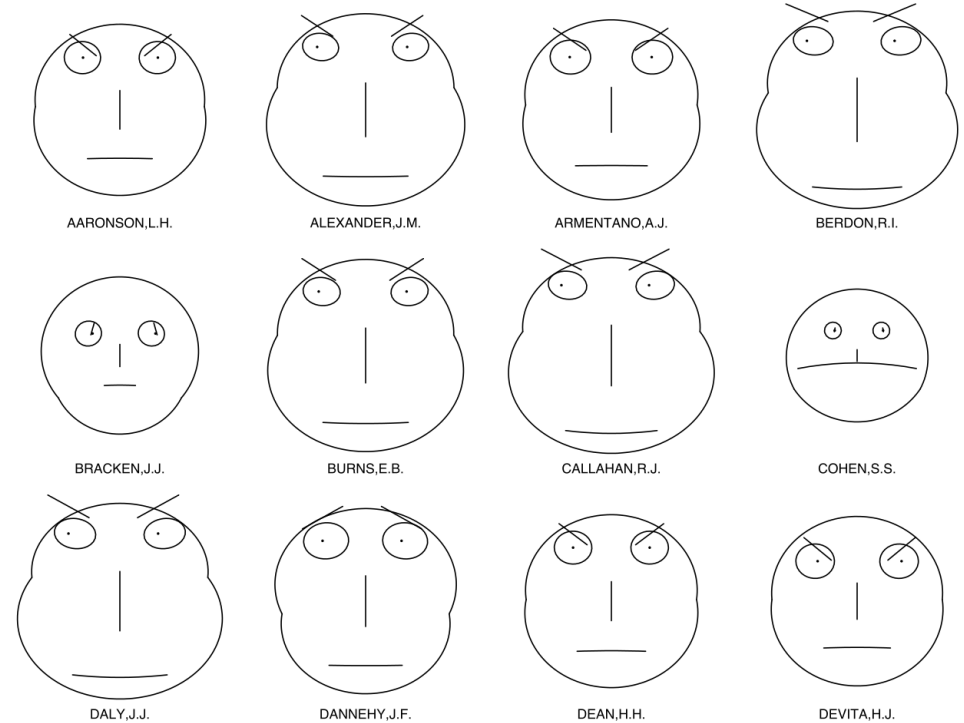 AARONSON,L.H.
ALEXANDER,J.M.
ARMENTANO,A.J.
BERDON,R.I.
BRACKEN,J.J.
BURNS,E.B.
CALLAHAN,R.J.
COHEN,S.S.
DALY,J.J.
DANNEHY,J.F.
DEAN,H.H.
DEVITA,H.J.